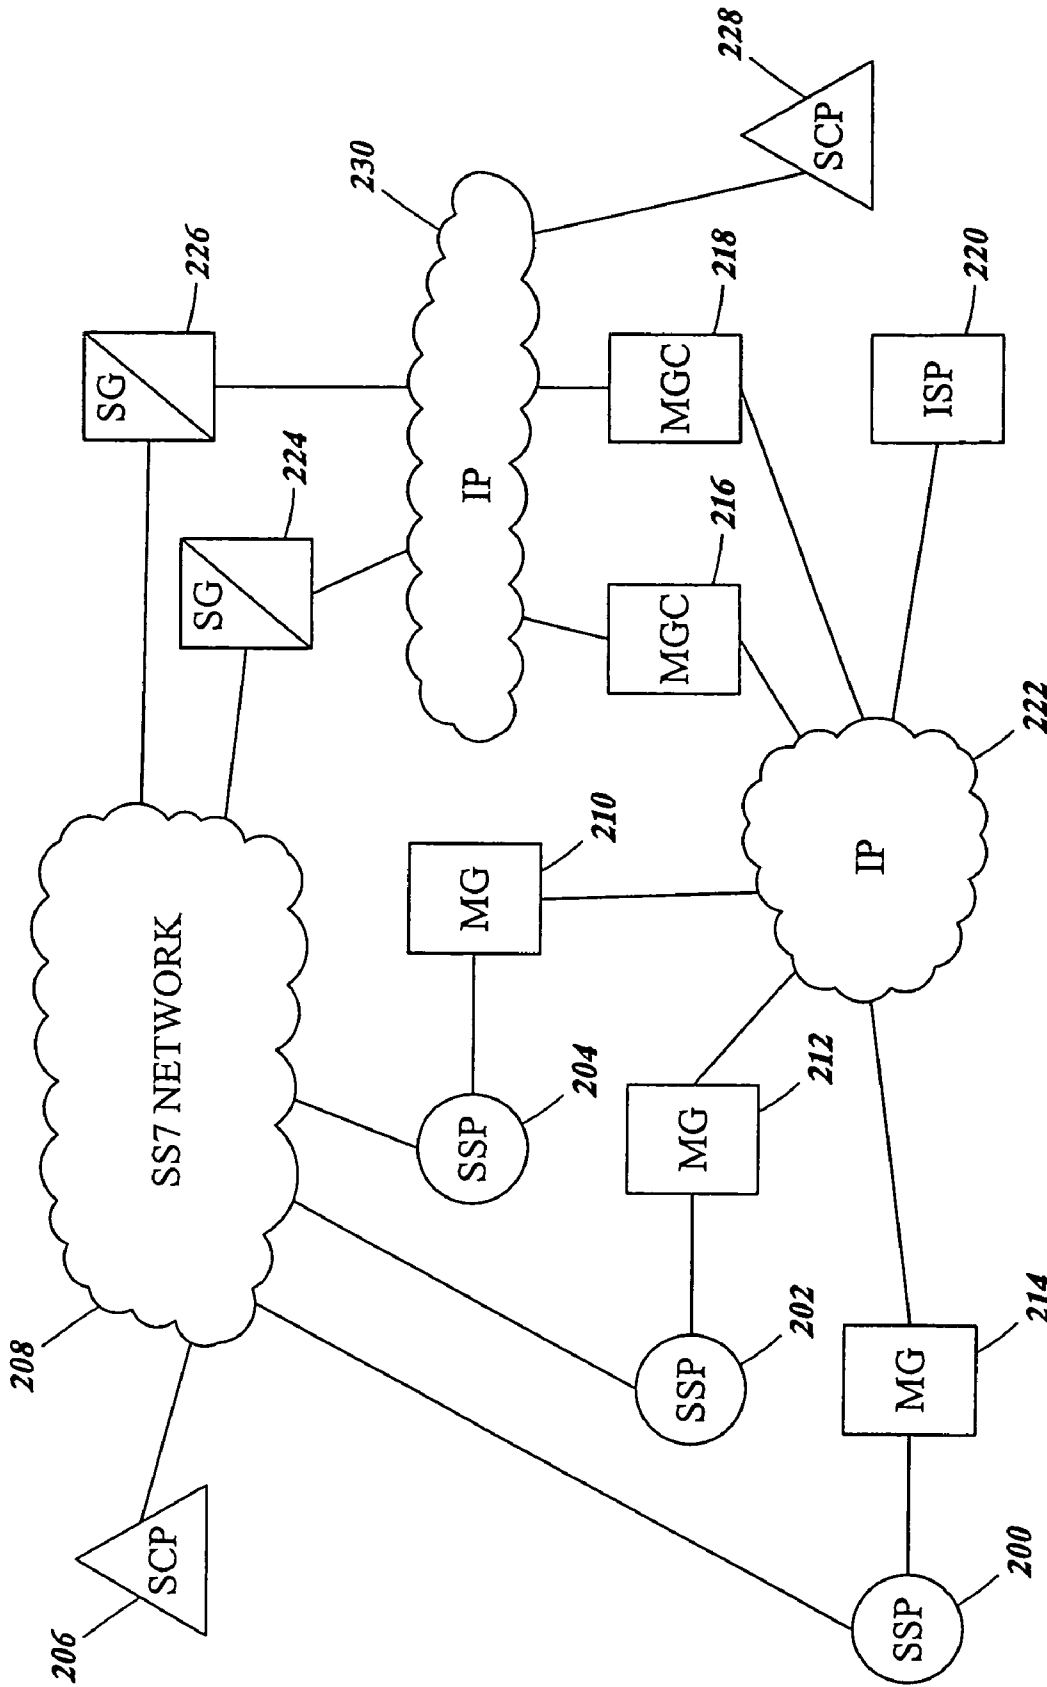 206
SCP
208
SS7 NETWORK
SG
226
SG
224
230
IP
SCP
228
SSP
204
MG
210
MGC
216
MGC
218
SSP
202
MG
212
SSP
200
MG
214
IP
222
ISP
220